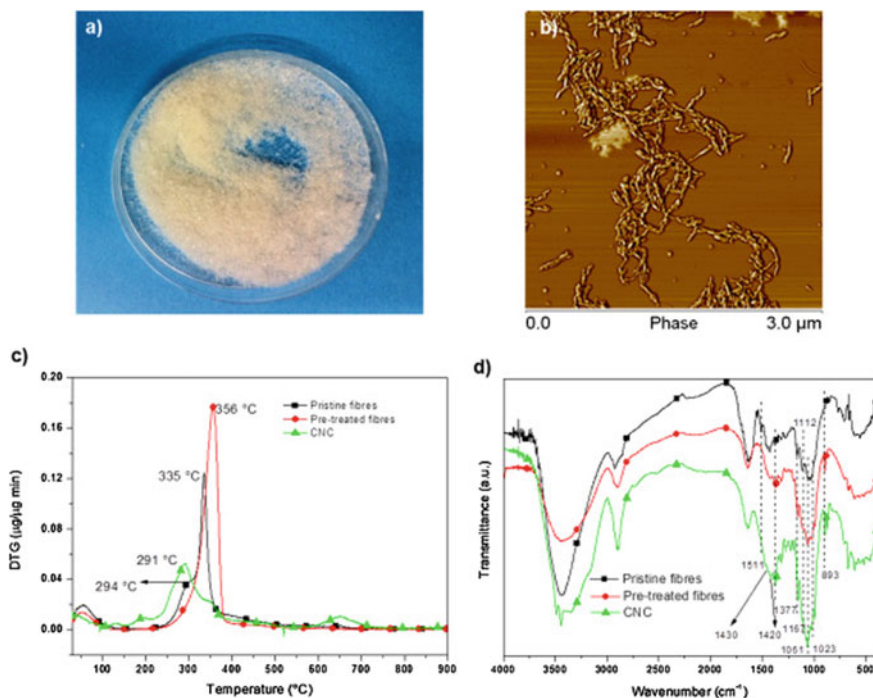 a)
b)
0.0 Phase 3.0 µm
c)
0.20
0.16
0.12
0.08
0.04
0.00
DTG (µg/µg min)
356 °C
335 °C
291 °C
294 °C
Pristine fibres
Pre-treated fibres
CNC
100 200 300 400 500 600 700 800 900
Temperature (°C)
d)
Transmittance (a.u.)
1112
1511
893
1377
1430
1420
1061
1023
Pristine fibres
Pre-treated fibres
CNC
4000 3500 3000 2500 2000 1500 1000 500
Wavenumber (cm⁻¹)